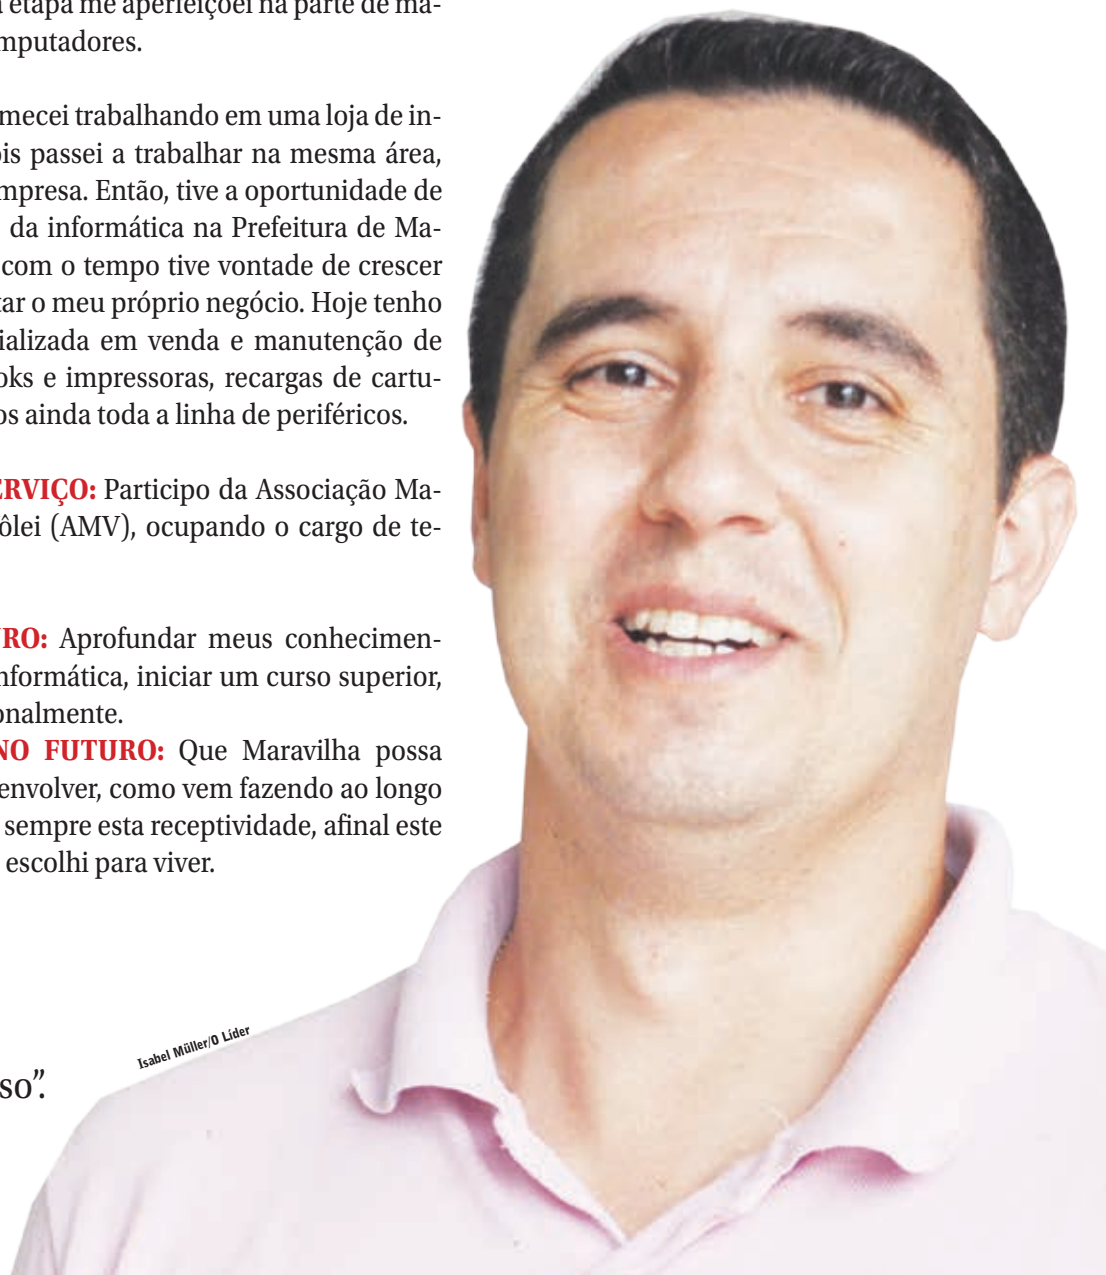 a etapa me aperfeiçoei na parte de ma-
mputadores.
mecei trabalhando em uma loja de in-
ois passei a trabalhar na mesma área,
mpresa. Então, tive a oportunidade de
da informática na Prefeitura de Ma-
com o tempo tive vontade de crescer
tar o meu próprio negócio. Hoje tenho
ializada em venda e manutenção de
oks e impressoras, recargas de cartu-
os ainda toda a linha de periféricos.
ERVIÇO: Participo da Associação Ma-
ôlei (AMV), ocupando o cargo de te-
RO: Aprofundar meus conhecimen-
nformática, iniciar um curso superior,
onalmente.
NO FUTURO: Que Maravilha possa
envolver, como vem fazendo ao longo
sempre esta receptividade, afinal este
escolhi para viver.
Isabel Müller/O Líder
so”.